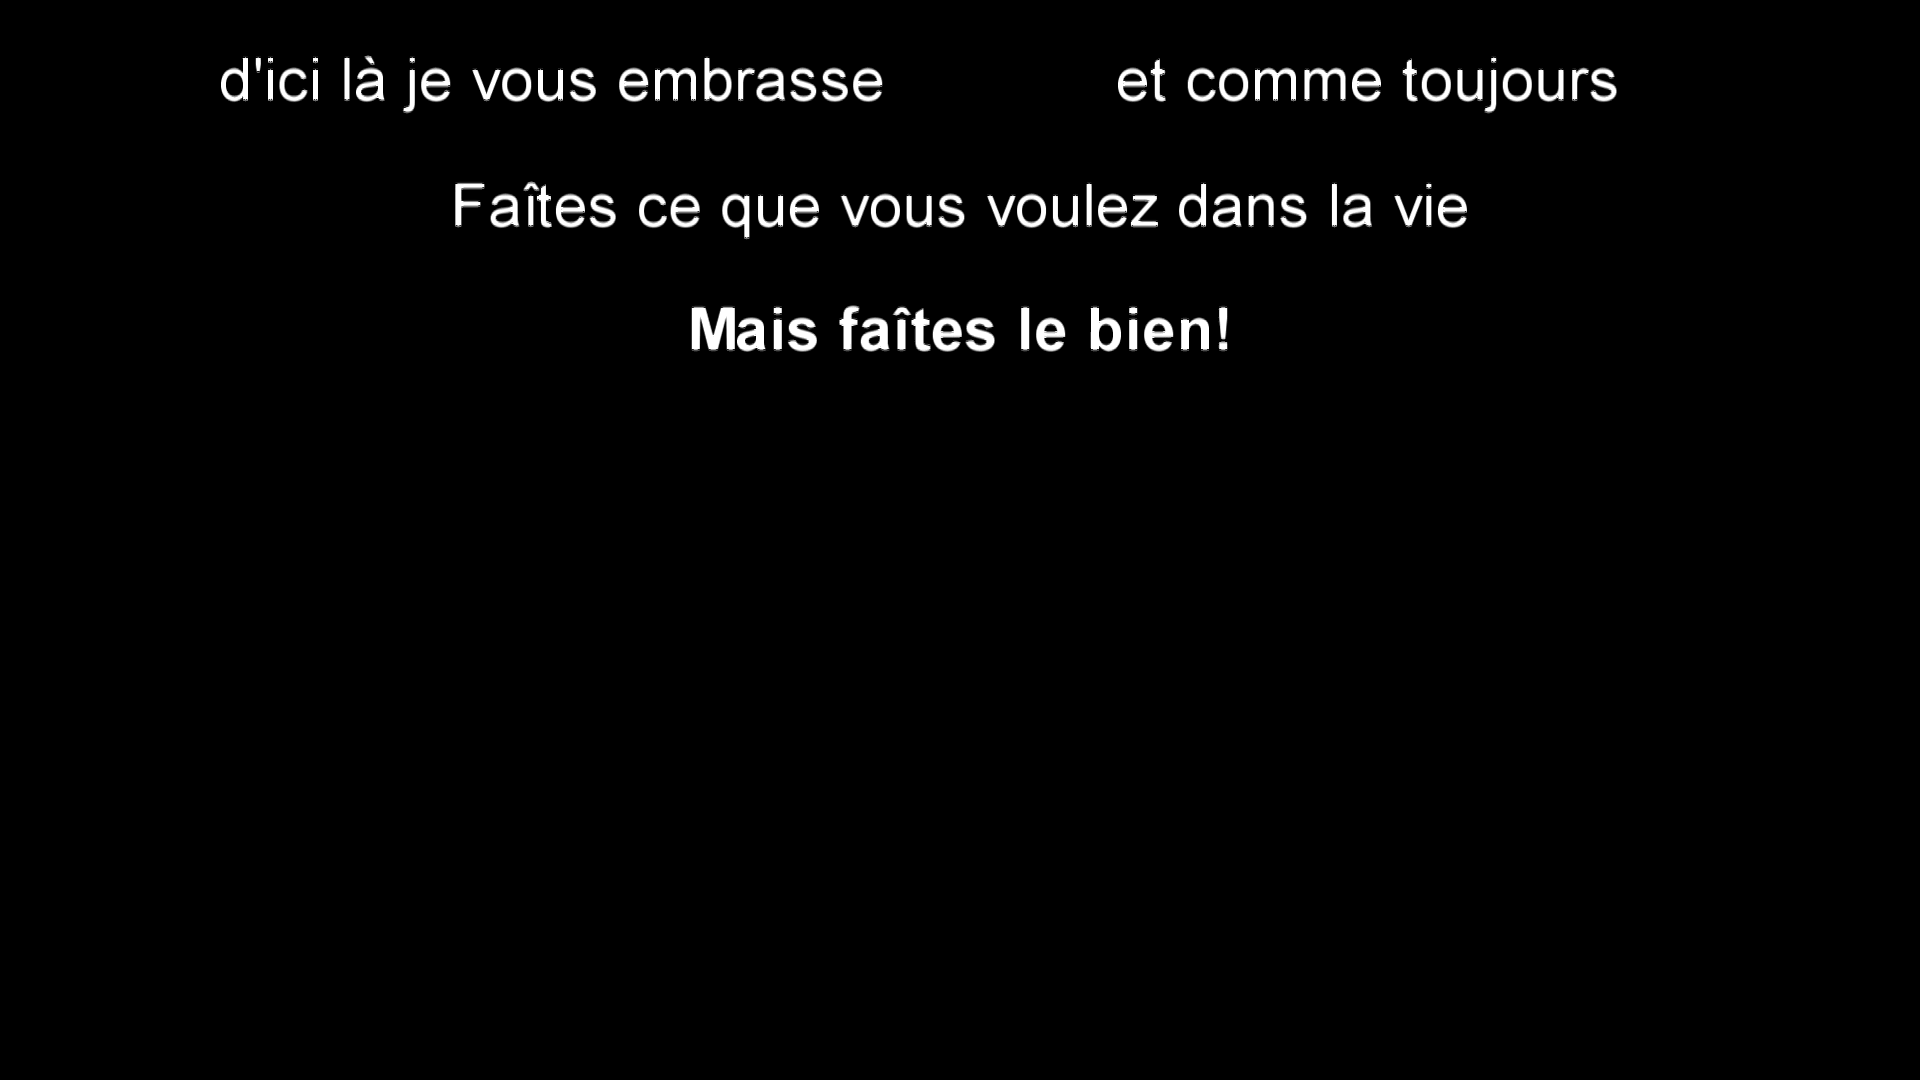 d'ici là je vous embrasse et comme toujours
Faîtes ce que vous voulez dans la vie
Mais faîtes le bien!